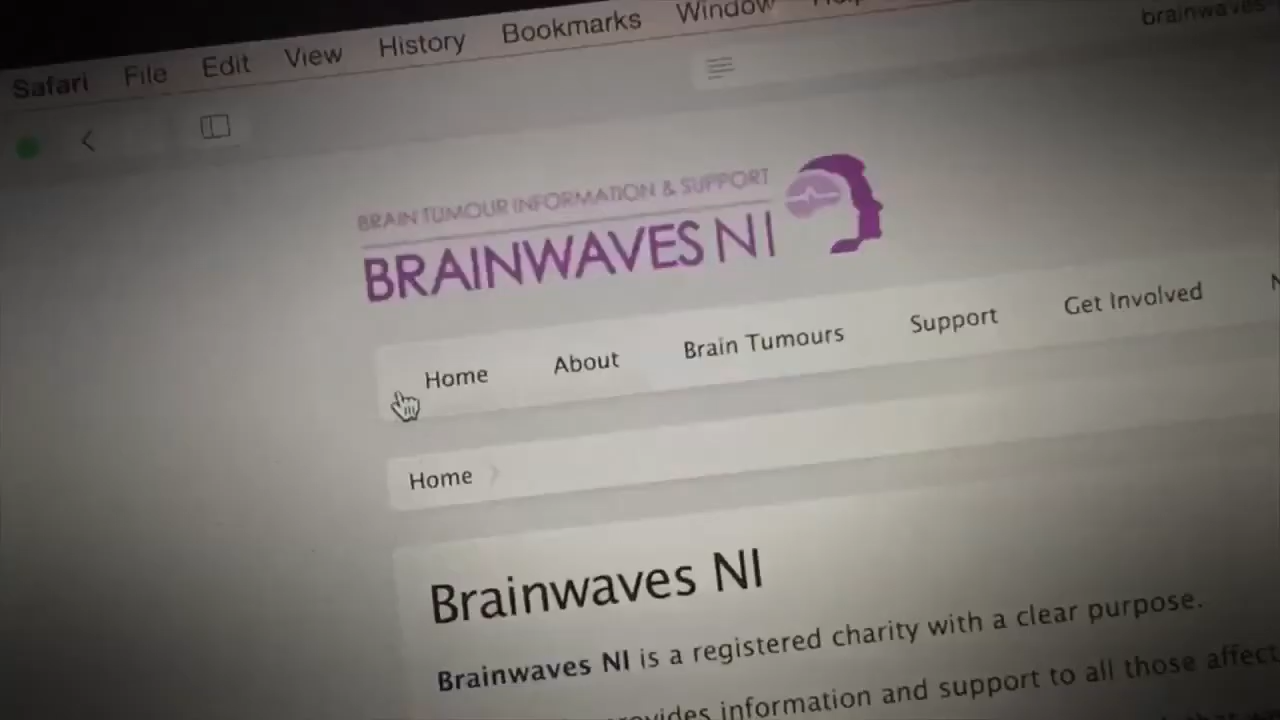 Safari File Edit View History Bookmarks Window
brainwaves
BRAIN TUMOUR INFORMATION & SUPPORT
BRAINWAVES NI
Home About Brain Tumours Support Get Involved
Home
Brainwaves NI
Brainwaves NI is a registered charity with a clear purpose.
information and support to all those